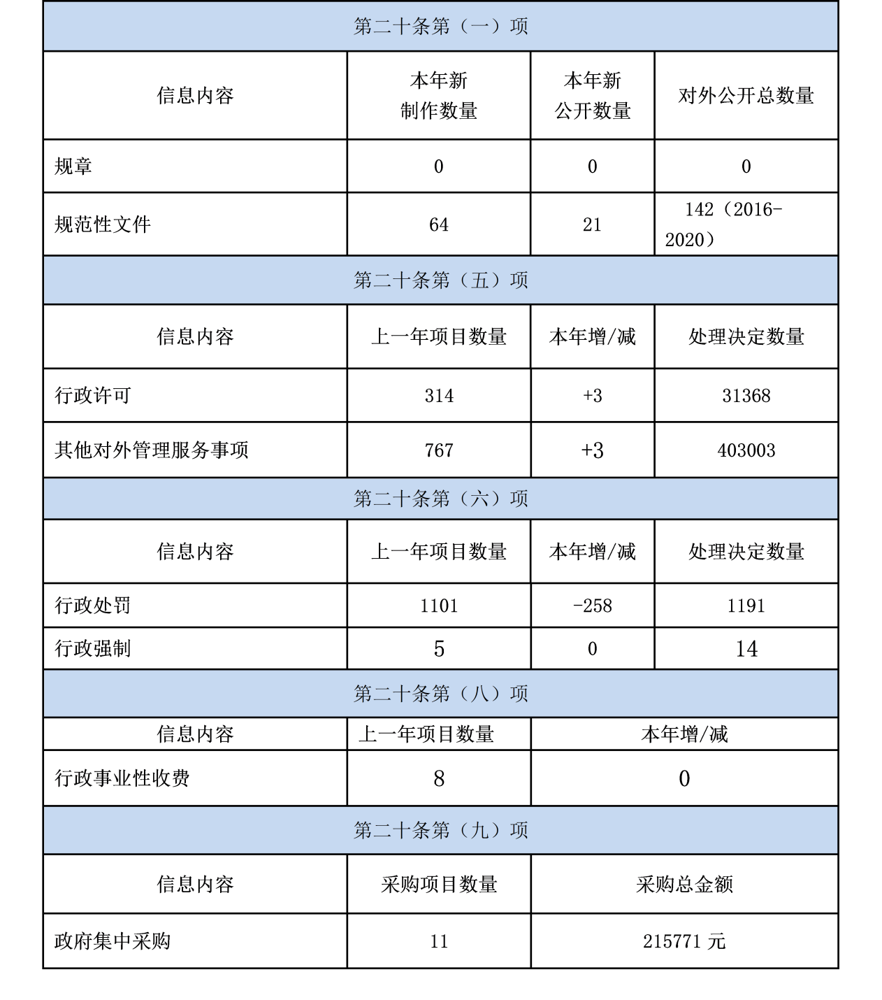 第二十条第（一）项
信息内容 本年新制作数量 本年新公开数量 对外公开总数量
规章 0 0 0
规范性文件 64 21 142（2016-2020）
第二十条第（五）项
信息内容 上一年项目数量 本年增/减 处理决定数量
行政许可 314 +3 31368
其他对外管理服务事项 767 +3 403003
第二十条第（六）项
信息内容 上一年项目数量 本年增/减 处理决定数量
行政处罚 1101 -258 1191
行政强制 5 0 14
第二十条第（八）项
信息内容 上一年项目数量 本年增/减
行政事业性收费 8 0
第二十条第（九）项
信息内容 采购项目数量 采购总金额
政府集中采购 11 215771 元